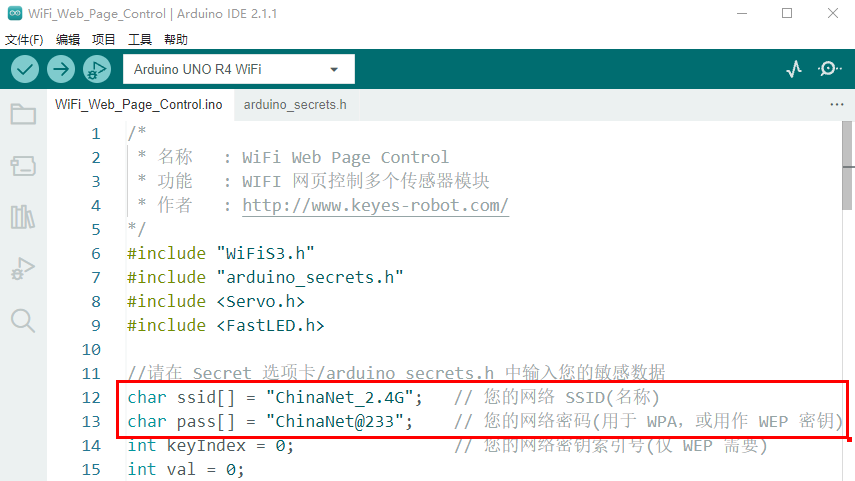 WiFi_Web_Page_Control | Arduino IDE 2.1.1
文件(F) 编辑 项目 工具 帮助
Arduino UNO R4 WiFi
WiFi_Web_Page_Control.ino arduino_secrets.h
1 /*
2 * 名称 : WiFi Web Page Control
3 * 功能 : WIFI 网页控制多个传感器模块
4 * 作者 : http://www.keyes-robot.com/
5 */
6 #include "WiFiS3.h"
7 #include "arduino_secrets.h"
8 #include <Servo.h>
9 #include <FastLED.h>
10
11 //请在 Secret 选项卡/arduino_secrets.h 中输入您的敏感数据
12 char ssid[] = "ChinaNet_2.4G"; // 您的网络 SSID(名称)
13 char pass[] = "ChinaNet@233"; // 您的网络密码(用于 WPA, 或用作 WEP 密钥)
14 int keyIndex = 0; // 您的网络密钥索引号(仅 WEP 需要)
15 int val = 0;